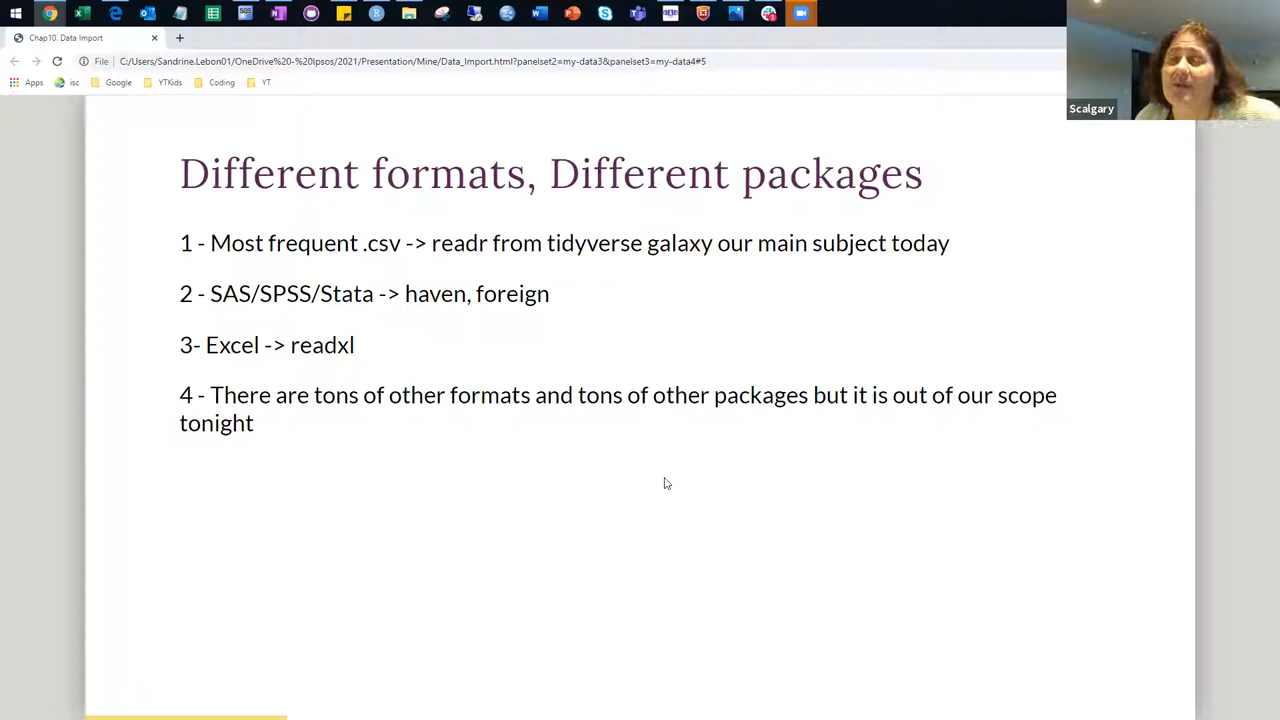 Chap10. Data Import
File
C:/Users/Sandrine.Lebon01/OneDrive%20-%20Ipsos/2021/Presentation/Mine/Data_Import.html?panelset2=my-data3&panelset3=my-data4#5
Apps
isc
Google
YTKids
Coding
YT
Scalgary
Different formats, Different packages
1 - Most frequent .csv -> readr from tidyverse galaxy our main subject today
2 - SAS/SPSS/Stata -> haven, foreign
3- Excel -> readxl
4 - There are tons of other formats and tons of other packages but it is out of our scope
tonight